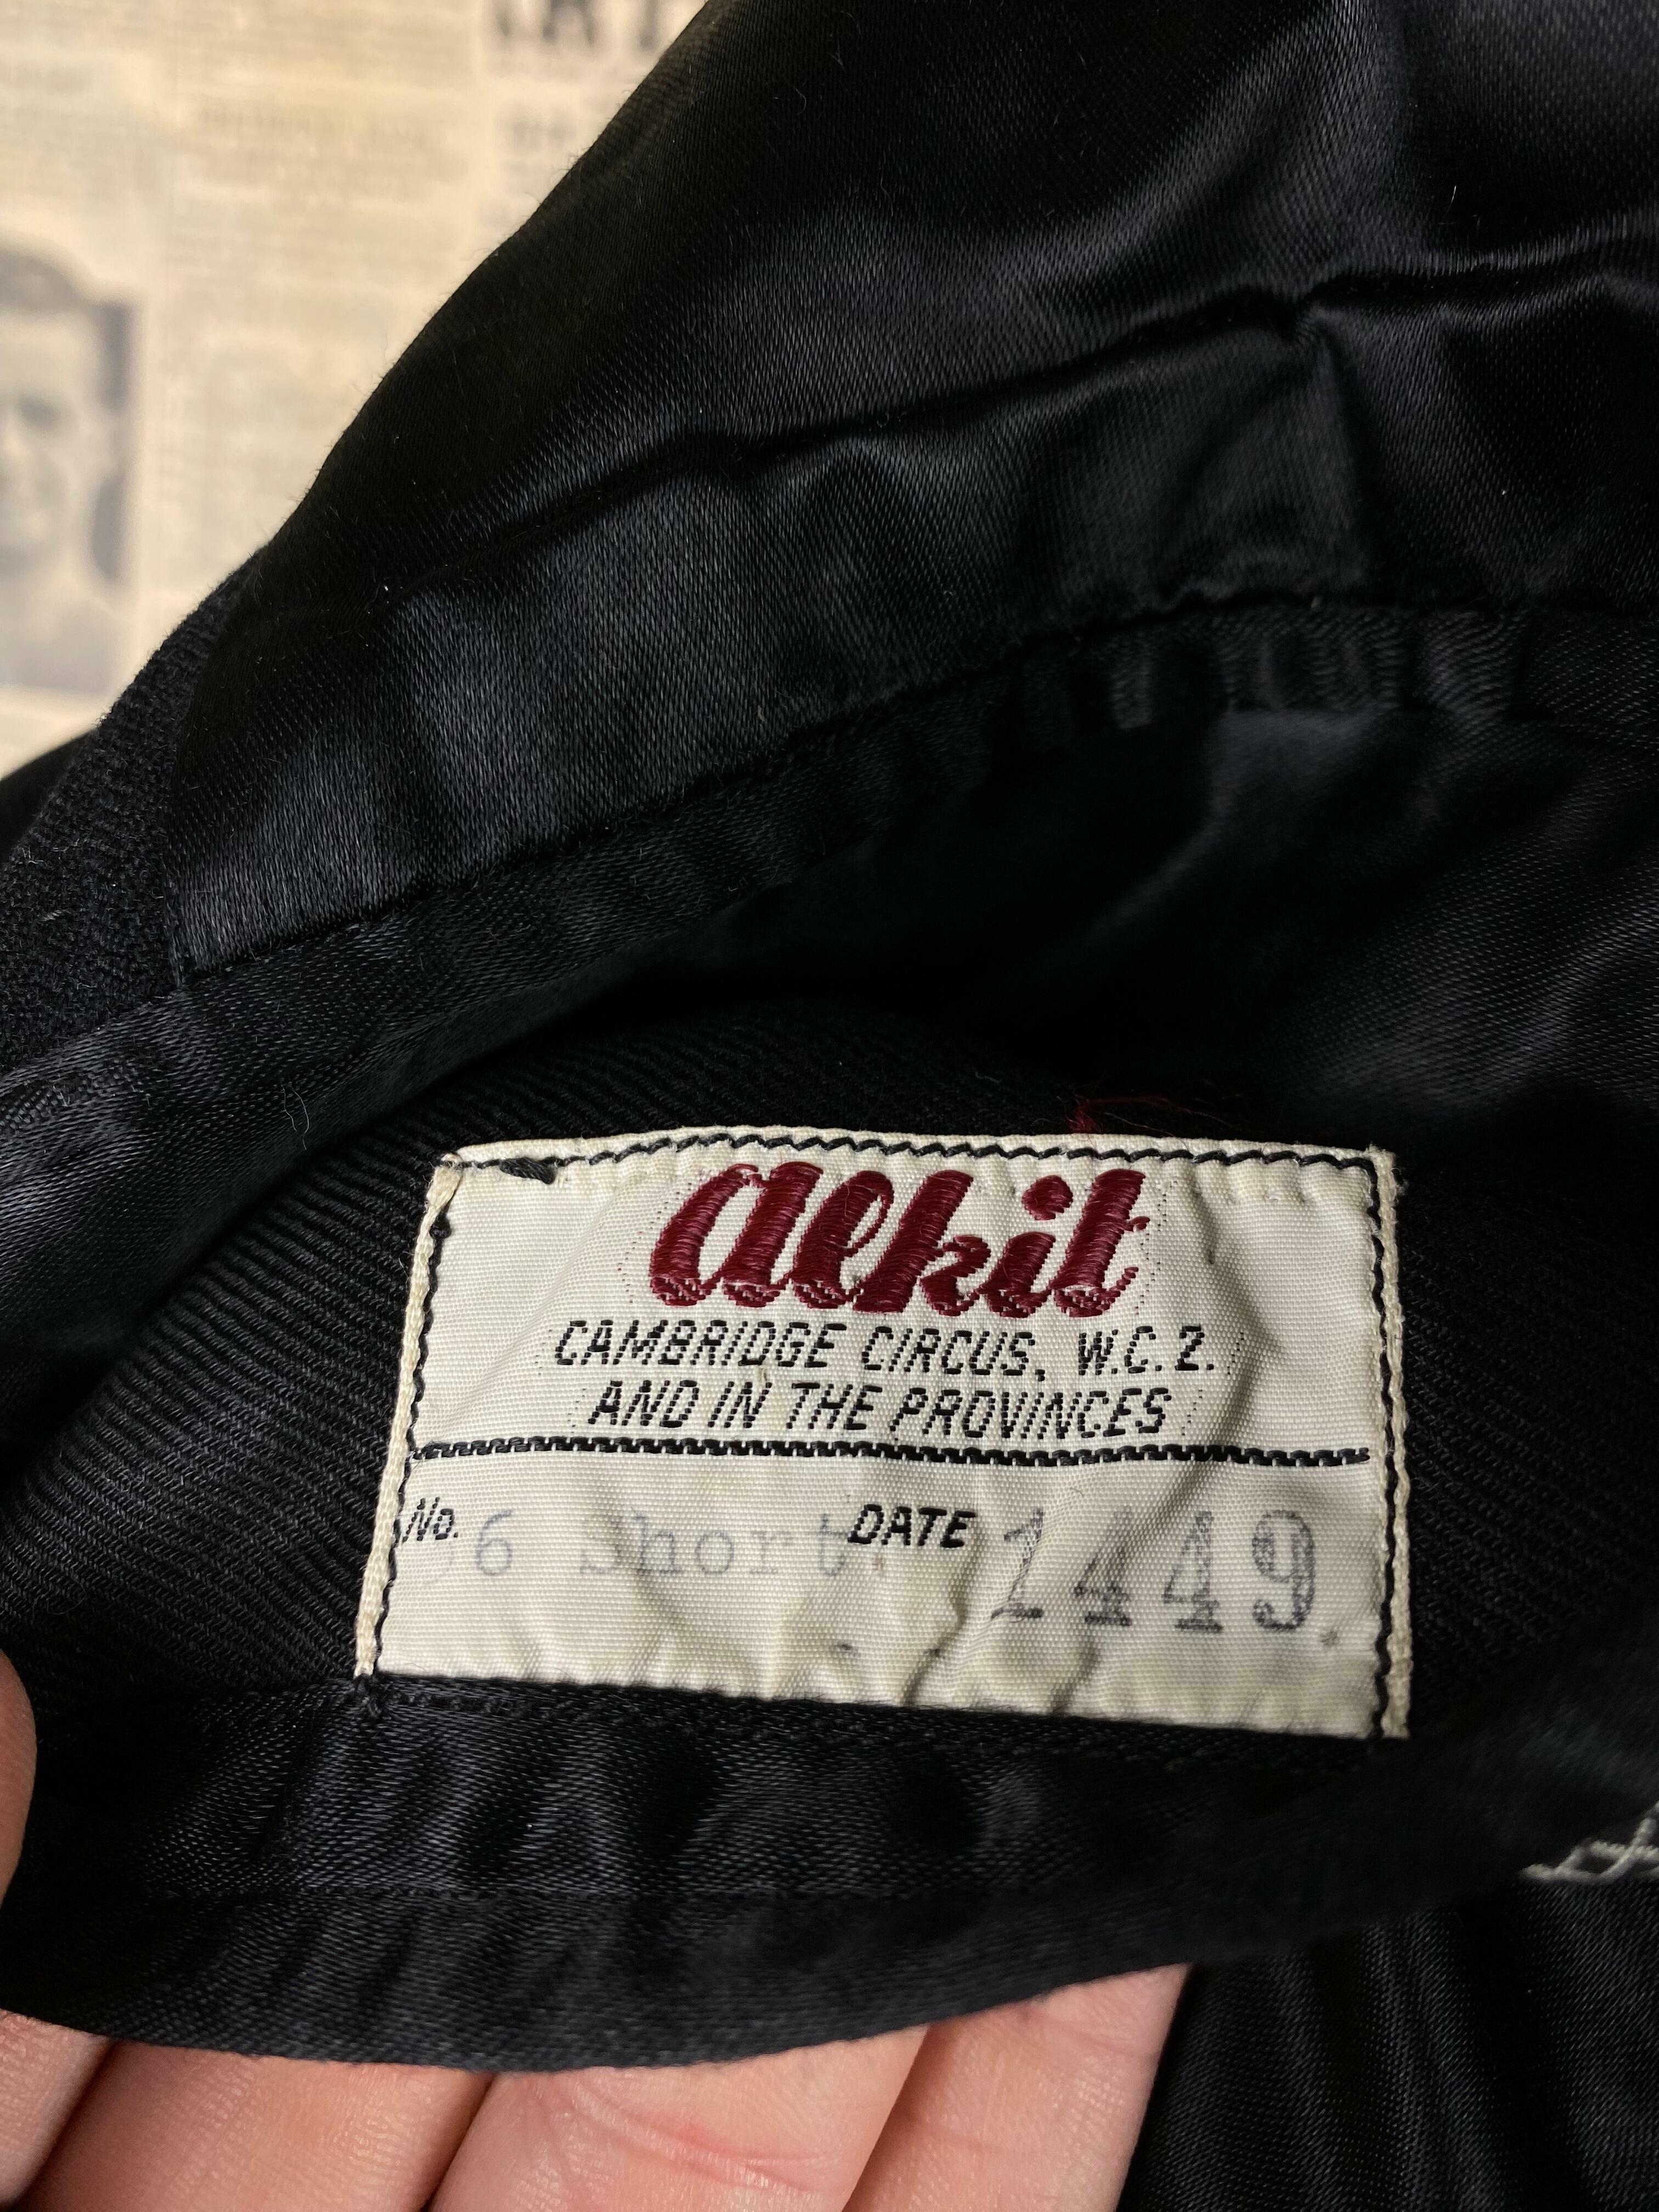 alkit
CAMBRIDGE CIRCUS, W.C.2.
AND IN THE PROVINCES
No. 6 Short. DATE 1449